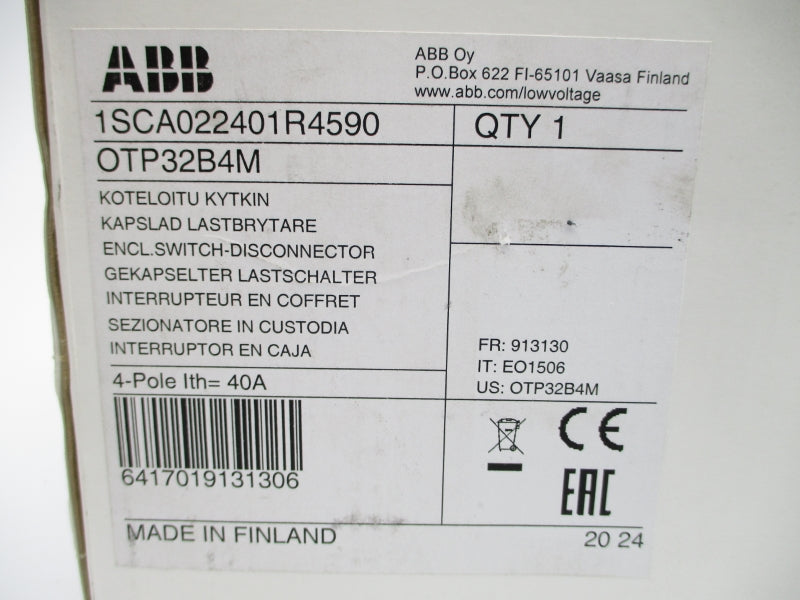 ABB
ABB Oy
P.O.Box 622 FI-65101 Vaasa Finland
www.abb.com/lowvoltage
1SCA022401R4590
QTY 1
OTP32B4M
KOTELOITU KYTKIN
KAPSLAD LASTBRYTARE
ENCL.SWITCH-DISCONNECTOR
GEKAPSELTER LASTSCHALTER
INTERRUPTEUR EN COFFRET
SEZIONATORE IN CUSTODIA
INTERRUPTOR EN CAJA
FR: 913130
IT: EO1506
US: OTP32B4M
4-Pole Ith= 40A
6417019131306
CE
EAC
MADE IN FINLAND
20 24